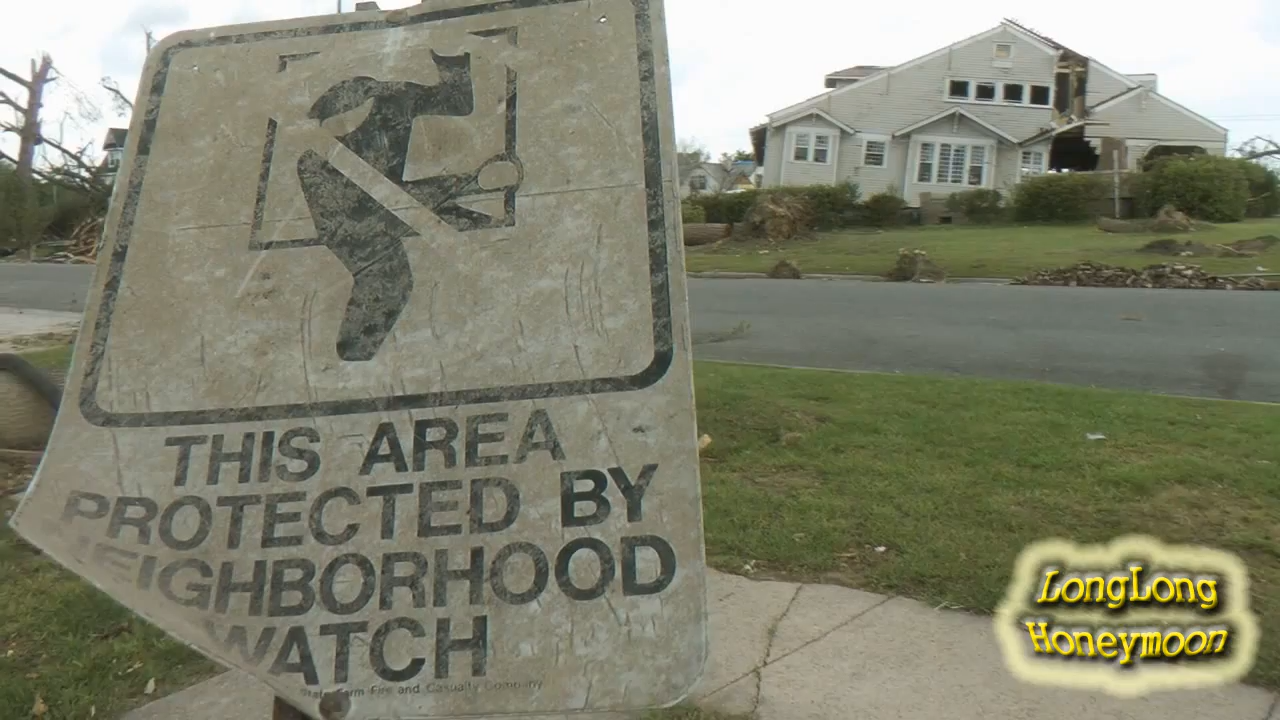 THIS AREA
PROTECTED BY
NEIGHBORHOOD
WATCH
State Farm Fire and Casualty Company
LongLong
Honeymoon